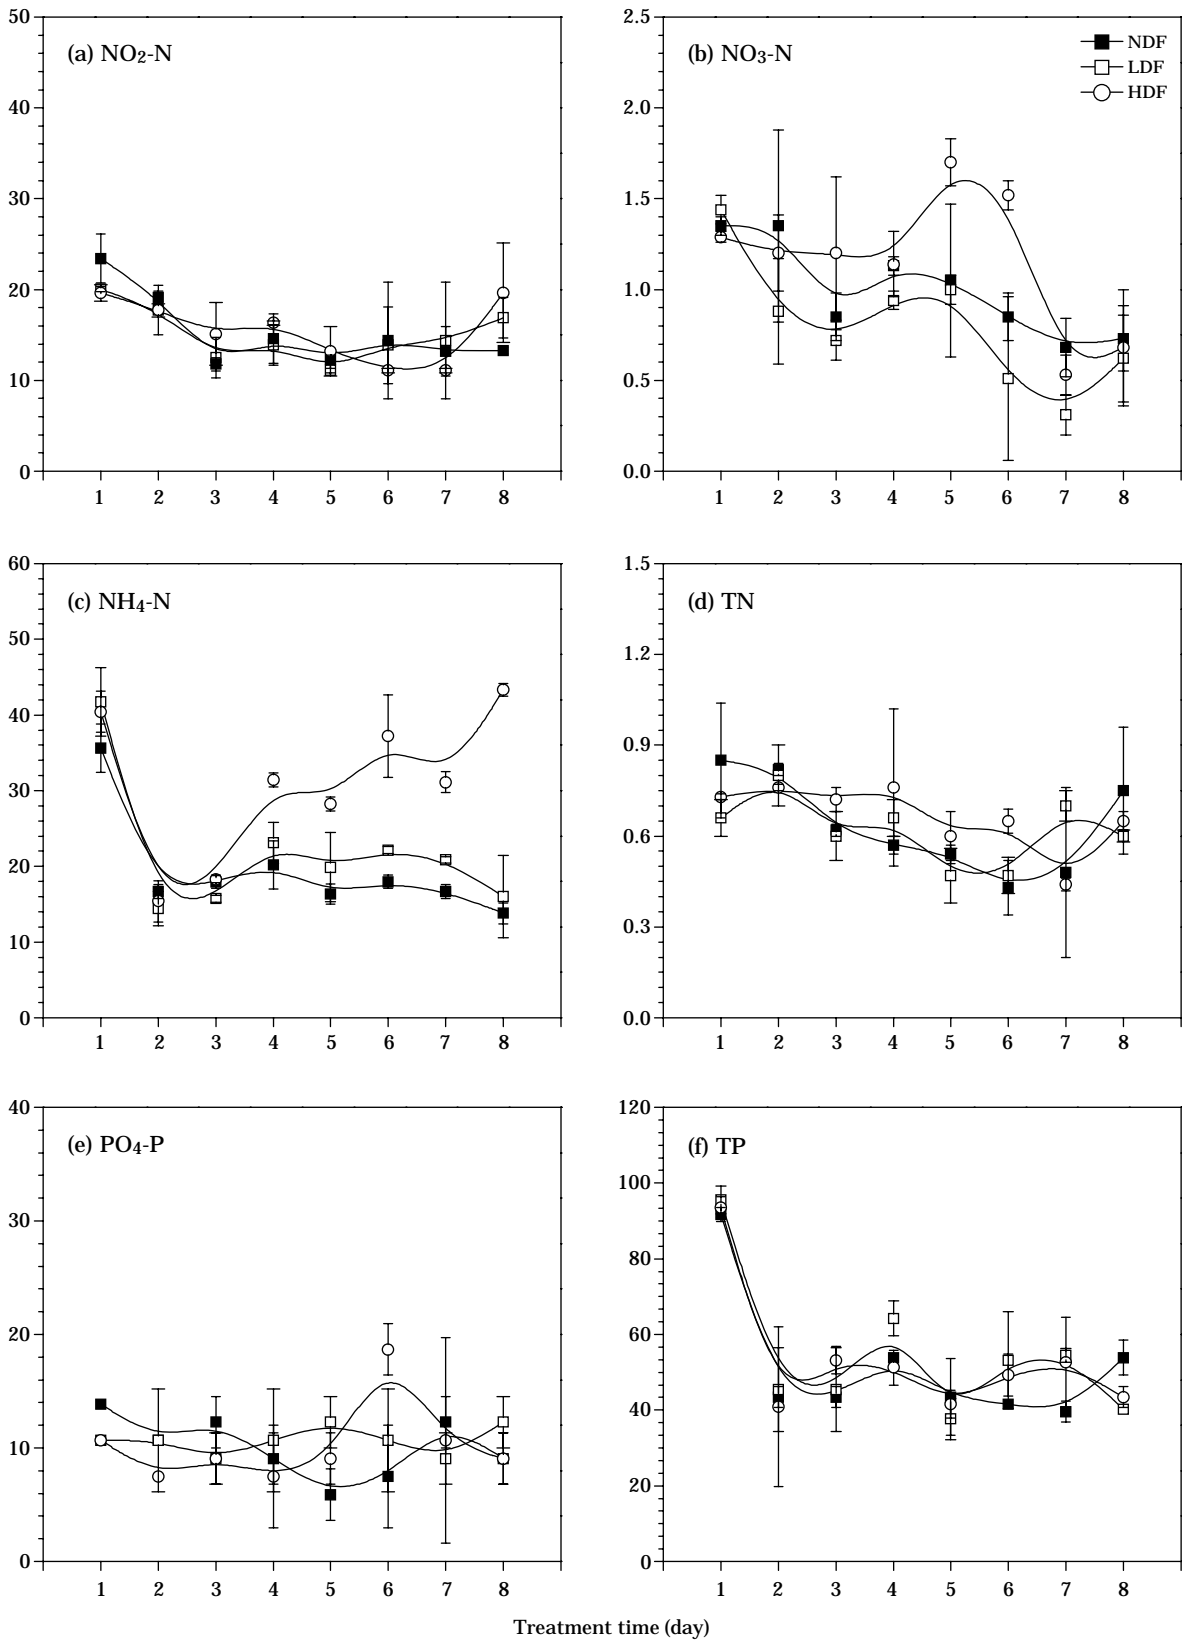 (a) NO2-N
50
40
30
20
10
0
1 2 3 4 5 6 7 8
(b) NO3-N
NDF
LDF
HDF
2.5
2.0
1.5
1.0
0.5
0.0
1 2 3 4 5 6 7 8
(c) NH4-N
60
50
40
30
20
10
0
1 2 3 4 5 6 7 8
(d) TN
1.5
1.2
0.9
0.6
0.3
0.0
1 2 3 4 5 6 7 8
(e) PO4-P
40
30
20
10
0
1 2 3 4 5 6 7 8
(f) TP
120
100
80
60
40
20
0
1 2 3 4 5 6 7 8
Treatment time (day)